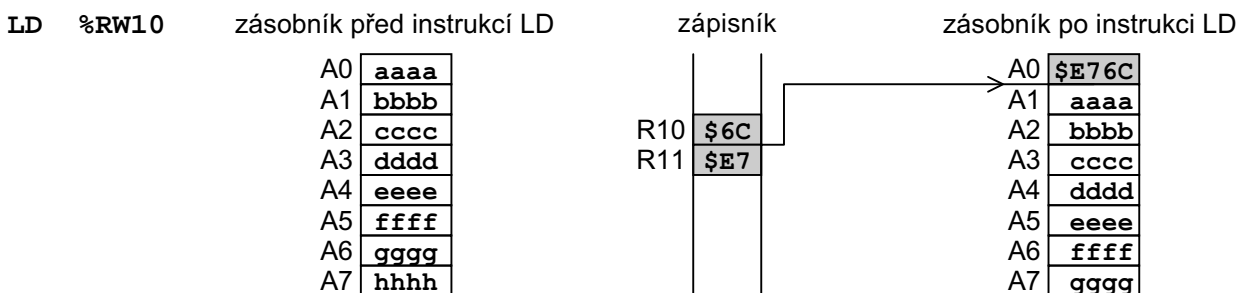 LD %RW10 zásobník před instrukcí LD zápisník zásobník po instrukci LD
A0 aaaa A0 $E76C
A1 bbbb A1 aaaa
A2 cccc R10 $6C A2 bbbb
A3 dddd R11 $E7 A3 cccc
A4 eeee A4 dddd
A5 ffff A5 eeee
A6 gggg A6 ffff
A7 hhhh A7 gggg